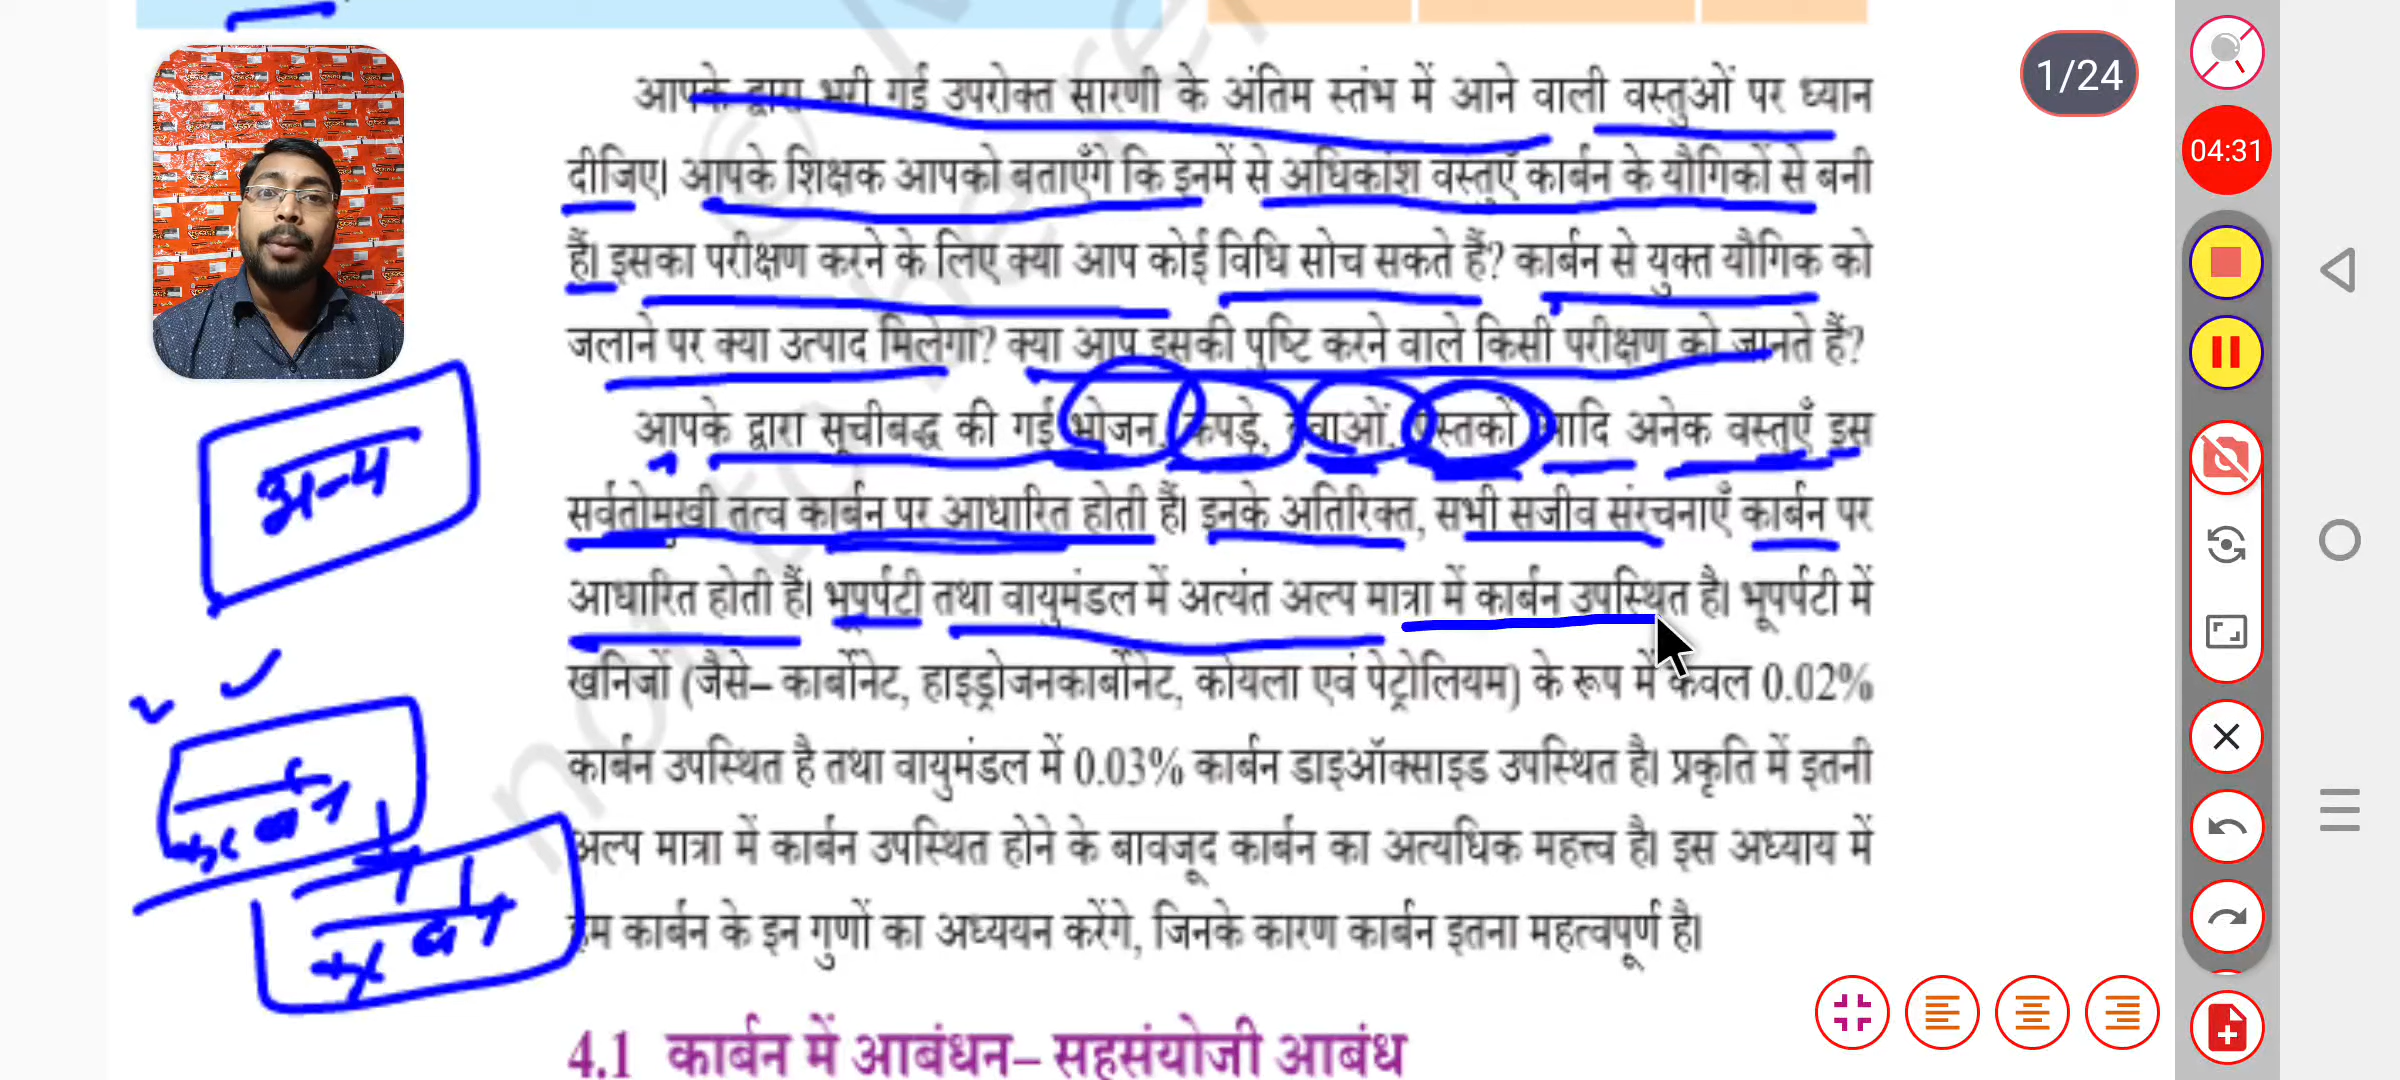 1/24
04:31
आपके द्वारा भरी गई उपरोक्त सारणी के अंतिम स्तंभ में आने वाली वस्तुओं पर ध्यान
दीजिए। आपके शिक्षक आपको बताएँगे कि इनमें से अधिकांश वस्तुएँ कार्बन के यौगिकों से बनी
हैं। इसका परीक्षण करने के लिए क्या आप कोई विधि सोच सकते हैं? कार्बन से युक्त यौगिक को
जलाने पर क्या उत्पाद मिलेगा? क्या आप इसकी पुष्टि करने वाले किसी परीक्षण को जानते हैं?
आपके द्वारा सूचीबद्ध की गई भोजन, कपड़े, दवाओं, पुस्तकों आदि अनेक वस्तुएँ इस
सर्वतोमुखी तत्व कार्बन पर आधारित होती हैं। इनके अतिरिक्त, सभी सजीव संरचनाएँ कार्बन पर
आधारित होती हैं। भूपर्पटी तथा वायुमंडल में अत्यंत अल्प मात्रा में कार्बन उपस्थित है। भूपर्पटी में
खनिजों (जैसे– कार्बोनेट, हाइड्रोजनकार्बोनेट, कोयला एवं पेट्रोलियम) के रूप में केवल 0.02%
कार्बन उपस्थित है तथा वायुमंडल में 0.03% कार्बन डाइऑक्साइड उपस्थित है। प्रकृति में इतनी
अल्प मात्रा में कार्बन उपस्थित होने के बावजूद कार्बन का अत्यधिक महत्त्व है। इस अध्याय में
हम कार्बन के इन गुणों का अध्ययन करेंगे, जिनके कारण कार्बन इतना महत्वपूर्ण है।
4.1 कार्बन में आबंधन– सहसंयोजी आबंध